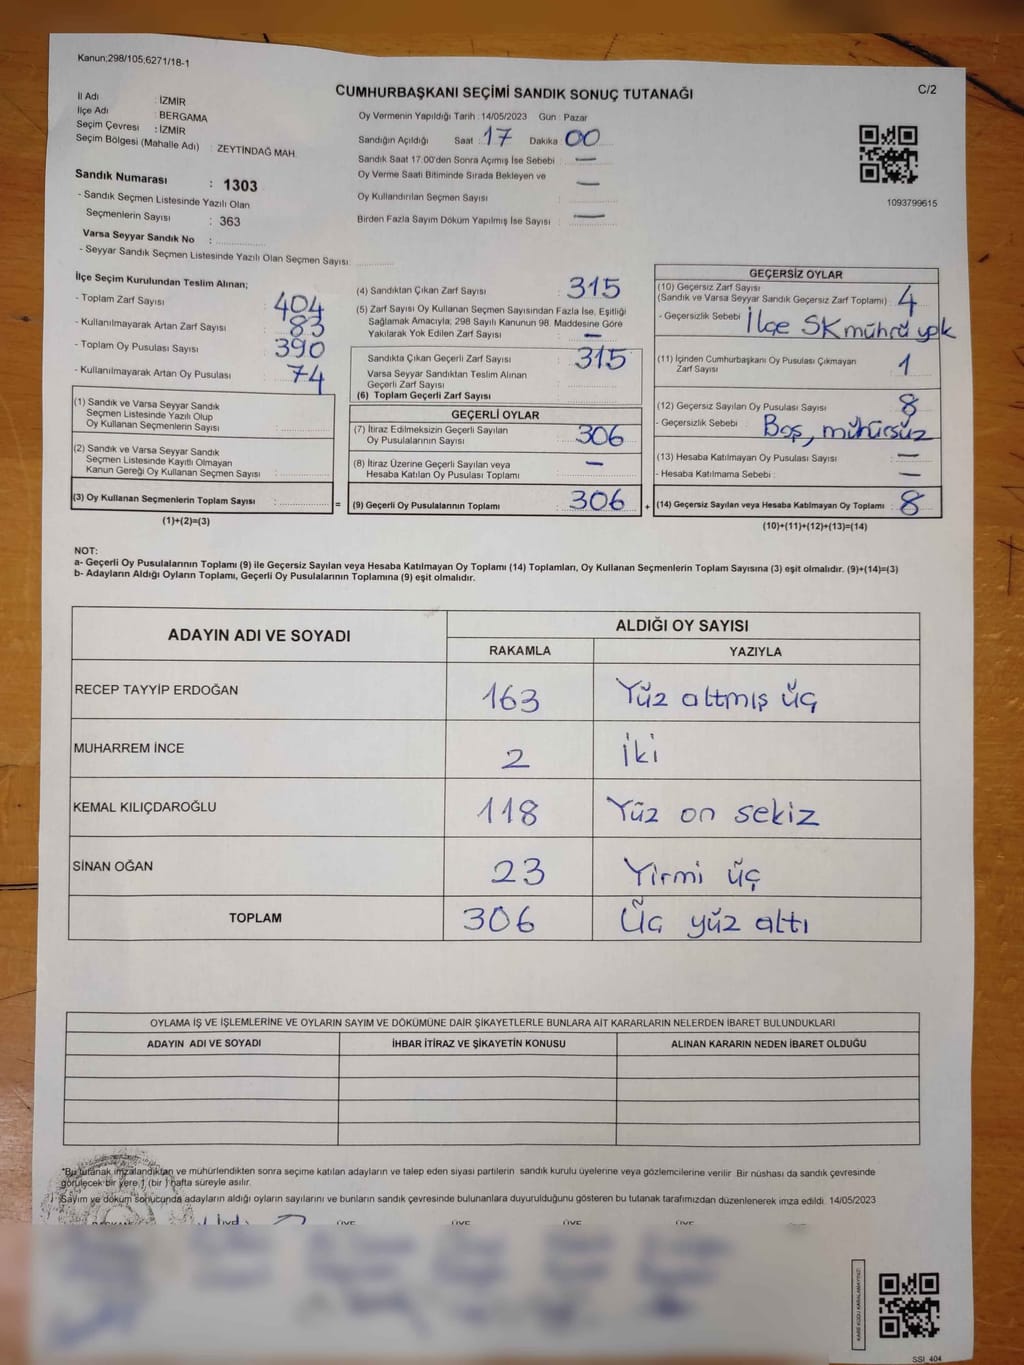 Kanun;298/105;6271/18-1
CUMHURBAŞKANI SEÇİMİ SANDIK SONUÇ TUTANAĞI
C/2
İl Adı : İZMİR
İlçe Adı : BERGAMA
Seçim Çevresi : İZMİR
Seçim Bölgesi (Mahalle Adı) : ZEYTİNDAĞ MAH.
Sandık Numarası : 1303
- Sandık Seçmen Listesinde Yazılı Olan
Seçmenlerin Sayısı : 363
Varsa Seyyar Sandık No :
- Seyyar Sandık Seçmen Listesinde Yazılı Olan Seçmen Sayısı:
Oy Vermenin Yapıldığı Tarih : 14/05/2023 Gün : Pazar
Sandığın Açıldığı Saat : 17 Dakika 00
Sandık Saat 17.00'den Sonra Açımış İse Sebebi : —
Oy Verme Saati Bitiminde Sırada Bekleyen ve
Oy Kullandırılan Seçmen Sayısı : —
Birden Fazla Sayım Döküm Yapılmış İse Sayısı : —
1093799615
İlçe Seçim Kurulundan Teslim Alınan;
- Toplam Zarf Sayısı : 404
- Kullanılmayarak Artan Zarf Sayısı : 83
- Toplam Oy Pusulası Sayısı : 390
- Kullanılmayarak Artan Oy Pusulası : 74
(1) Sandık ve Varsa Seyyar Sandık
Seçmen Listesinde Yazılı Olup
Oy Kullanan Seçmenlerin Sayısı :
(2) Sandık ve Varsa Seyyar Sandık
Seçmen Listesinde Kayıtlı Olmayan
Kanun Gereği Oy Kullanan Seçmen Sayısı :
(3) Oy Kullanan Seçmenlerin Toplam Sayısı : =
(1)+(2)=(3)
(4) Sandıktan Çıkan Zarf Sayısı : 315
(5) Zarf Sayısı Oy Kullanan Seçmen Sayısından Fazla İse, Eşitliği
Sağlamak Amacıyla; 298 Sayılı Kanunun 98. Maddesine Göre
Yakılarak Yok Edilen Zarf Sayısı : —
Sandıkta Çıkan Geçerli Zarf Sayısı : 315
Varsa Seyyar Sandıktan Teslim Alınan
Geçerli Zarf Sayısı :
(6) Toplam Geçerli Zarf Sayısı :
GEÇERLİ OYLAR
(7) İtiraz Edilmeksizin Geçerli Sayılan
Oy Pusulalarının Sayısı : 306
(8) İtiraz Üzerine Geçerli Sayılan veya
Hesaba Katılan Oy Pusulası Toplamı : —
(9) Geçerli Oy Pusulalarının Toplamı : 306 +
GEÇERSİZ OYLAR
(10) Geçersiz Zarf Sayısı
(Sandık ve Varsa Seyyar Sandık Geçersiz Zarf Toplamı) : 4
- Geçersizlik Sebebi : İlçe SK mührü yok
(11) İçinden Cumhurbaşkanı Oy Pusulası Çıkmayan
Zarf Sayısı : 1
(12) Geçersiz Sayılan Oy Pusulası Sayısı : 8
- Geçersizlik Sebebi : Boş, mühürsüz
(13) Hesaba Katılmayan Oy Pusulası Sayısı : —
- Hesaba Katılmama Sebebi : —
(14) Geçersiz Sayılan veya Hesaba Katılmayan Oy Toplamı : 8
(10)+(11)+(12)+(13)=(14)
NOT:
a- Geçerli Oy Pusulalarının Toplamı (9) ile Geçersiz Sayılan veya Hesaba Katılmayan Oy Toplamı (14) Toplamları, Oy Kullanan Seçmenlerin Toplam Sayısına (3) eşit olmalıdır. (9)+(14)=(3)
b- Adayların Aldığı Oyların Toplamı, Geçerli Oy Pusulalarının Toplamına (9) eşit olmalıdır.
ADAYIN ADI VE SOYADI ALDIĞI OY SAYISI
RAKAMLA YAZIYLA
RECEP TAYYİP ERDOĞAN 163 Yüz altmış üç
MUHARREM İNCE 2 İki
KEMAL KILIÇDAROĞLU 118 Yüz on sekiz
SİNAN OĞAN 23 Yirmi üç
TOPLAM 306 Üç yüz altı
OYLAMA İŞ VE İŞLEMLERİNE VE OYLARIN SAYIM VE DÖKÜMÜNE DAİR ŞİKAYETLERLE BUNLARA AİT KARARLARIN NELERDEN İBARET BULUNDUKLARI
ADAYIN ADI VE SOYADI İHBAR İTİRAZ VE ŞİKAYETİN KONUSU ALINAN KARARIN NEDEN İBARET OLDUĞU
*Bu tutanak imzalandıktan ve mühürlendikten sonra seçime katılan adayların ve talep eden siyasi partilerin sandık kurulu üyelerine veya gözlemcilerine verilir. Bir nüshası da sandık çevresinde
görülecek bir yere 1 (bir ) hafta süreyle asılır.
Sayım ve döküm sonucunda adayların aldığı oyların sayılarını ve bunların sandık çevresinde bulunanlara duyurulduğunu gösteren bu tutanak tarafımızdan düzenlenerek imza edildi. 14/05/2023
ÜYE ÜYE ÜYE ÜYE
KARE KODU KARALAMAYINIZ!
SSI_404